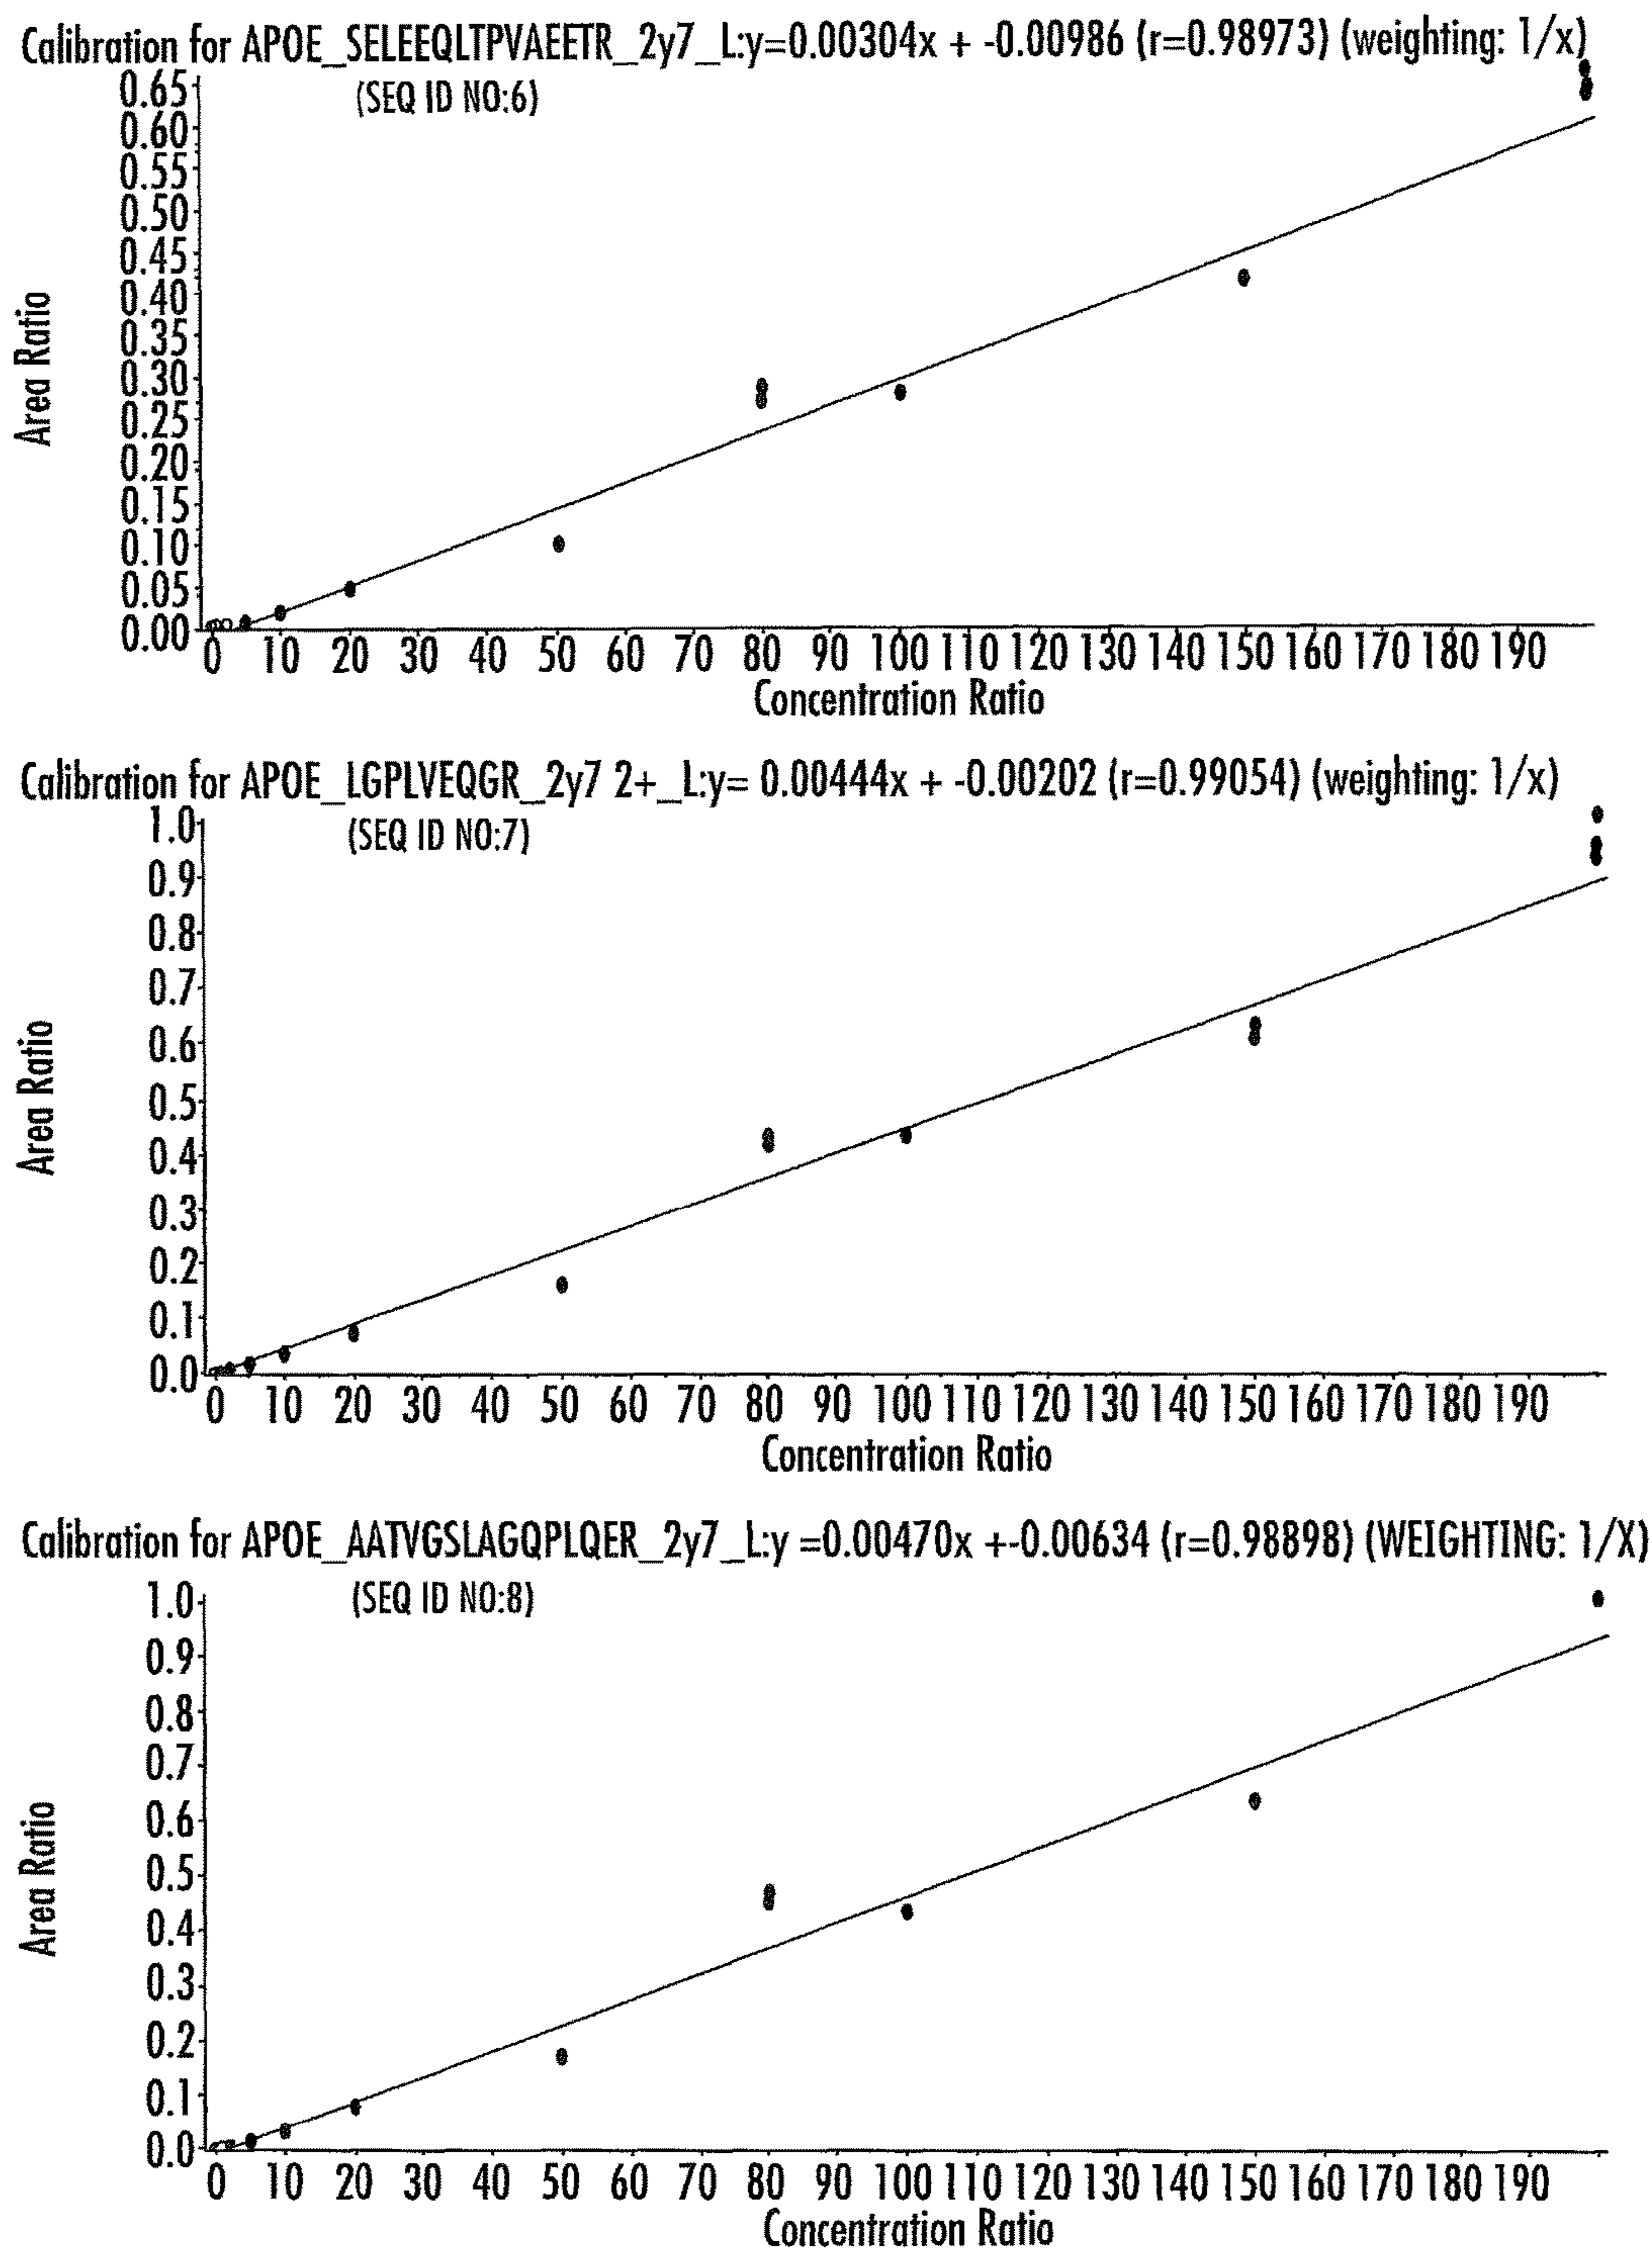 Calibration for APOE_SELEEQLTPVAEETR_2y7_L:y=0.00304x + -0.00986 (r=0.98973) (weighting: 1/x)
(SEQ ID NO:6)
0.65
0.60
0.55
0.50
0.45
0.40
0.35
0.30
0.25
0.20
0.15
0.10
0.05
0.00
Area Ratio
0 10 20 30 40 50 60 70 80 90 100 110 120 130 140 150 160 170 180 190
Concentration Ratio
Calibration for APOE_LGPLVEQGR_2y7 2+_L:y= 0.00444x + -0.00202 (r=0.99054) (weighting: 1/x)
(SEQ ID NO:7)
1.0
0.9
0.8
0.7
0.6
0.5
0.4
0.3
0.2
0.1
0.0
Area Ratio
0 10 20 30 40 50 60 70 80 90 100 110 120 130 140 150 160 170 180 190
Concentration Ratio
Calibration for APOE_AATVGSLAGQPLQER_2y7_L:y =0.00470x +-0.00634 (r=0.98898) (WEIGHTING: 1/X)
(SEQ ID NO:8)
1.0
0.9
0.8
0.7
0.6
0.5
0.4
0.3
0.2
0.1
0.0
Area Ratio
0 10 20 30 40 50 60 70 80 90 100 110 120 130 140 150 160 170 180 190
Concentration Ratio